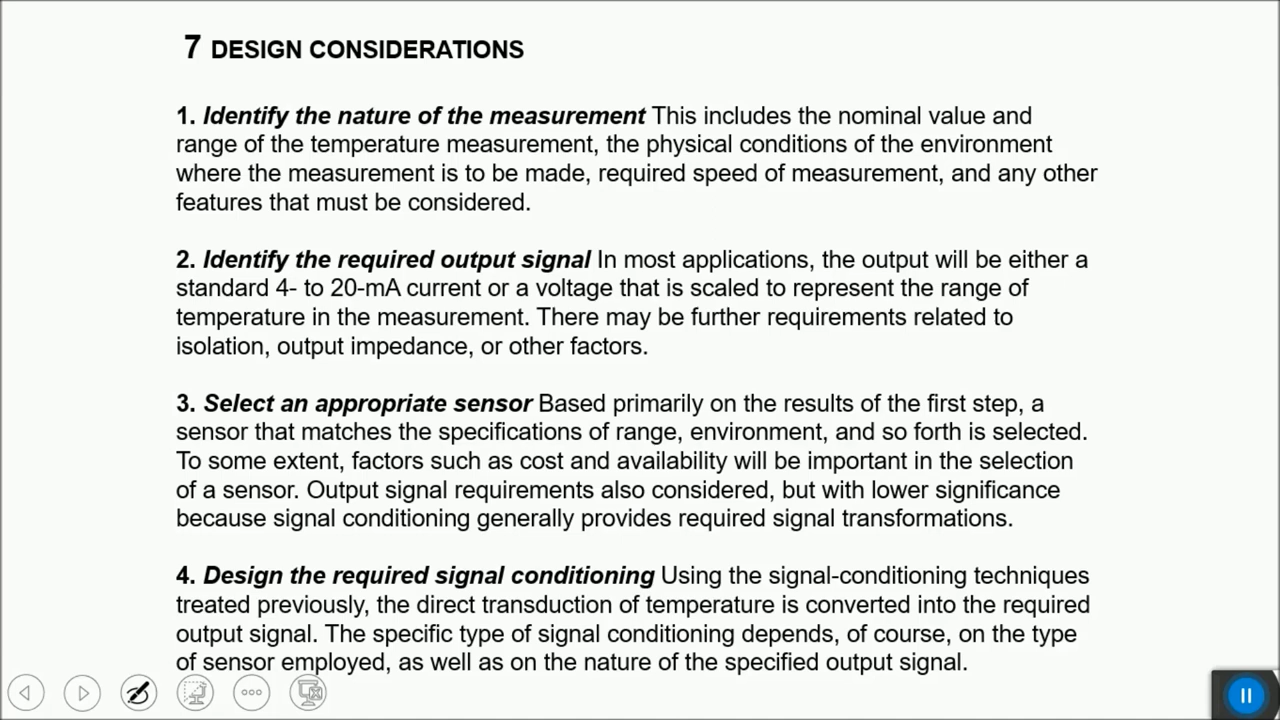 7 DESIGN CONSIDERATIONS
1. Identify the nature of the measurement This includes the nominal value and
range of the temperature measurement, the physical conditions of the environment
where the measurement is to be made, required speed of measurement, and any other
features that must be considered.
2. Identify the required output signal In most applications, the output will be either a
standard 4- to 20-mA current or a voltage that is scaled to represent the range of
temperature in the measurement. There may be further requirements related to
isolation, output impedance, or other factors.
3. Select an appropriate sensor Based primarily on the results of the first step, a
sensor that matches the specifications of range, environment, and so forth is selected.
To some extent, factors such as cost and availability will be important in the selection
of a sensor. Output signal requirements also considered, but with lower significance
because signal conditioning generally provides required signal transformations.
4. Design the required signal conditioning Using the signal-conditioning techniques
treated previously, the direct transduction of temperature is converted into the required
output signal. The specific type of signal conditioning depends, of course, on the type
of sensor employed, as well as on the nature of the specified output signal.